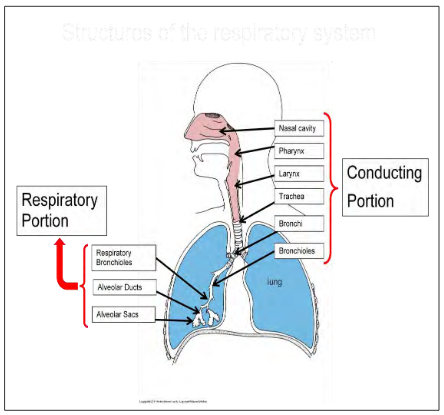 Structures of the respiratory system
Nasal cavity
Pharynx
Larynx
Trachea
Bronchi
Bronchioles
Conducting
Portion
Respiratory
Portion
Respiratory
Bronchioles
Alveolar Ducts
Alveolar Sacs
lung